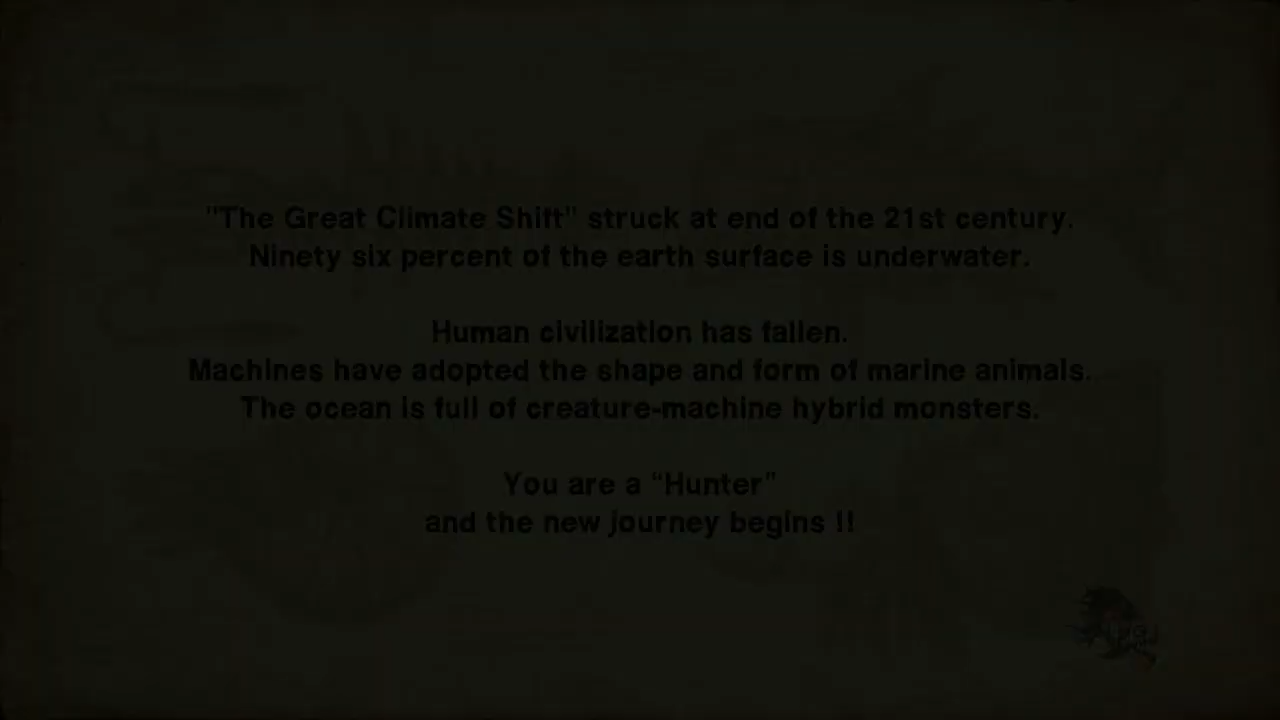 "The Great Climate Shift" struck at end of the 21st century.
Ninety six percent of the earth surface is underwater.
Human civilization has fallen.
Machines have adopted the shape and form of marine animals.
The ocean is full of creature-machine hybrid monsters.
You are a "Hunter"
and the new journey begins !!